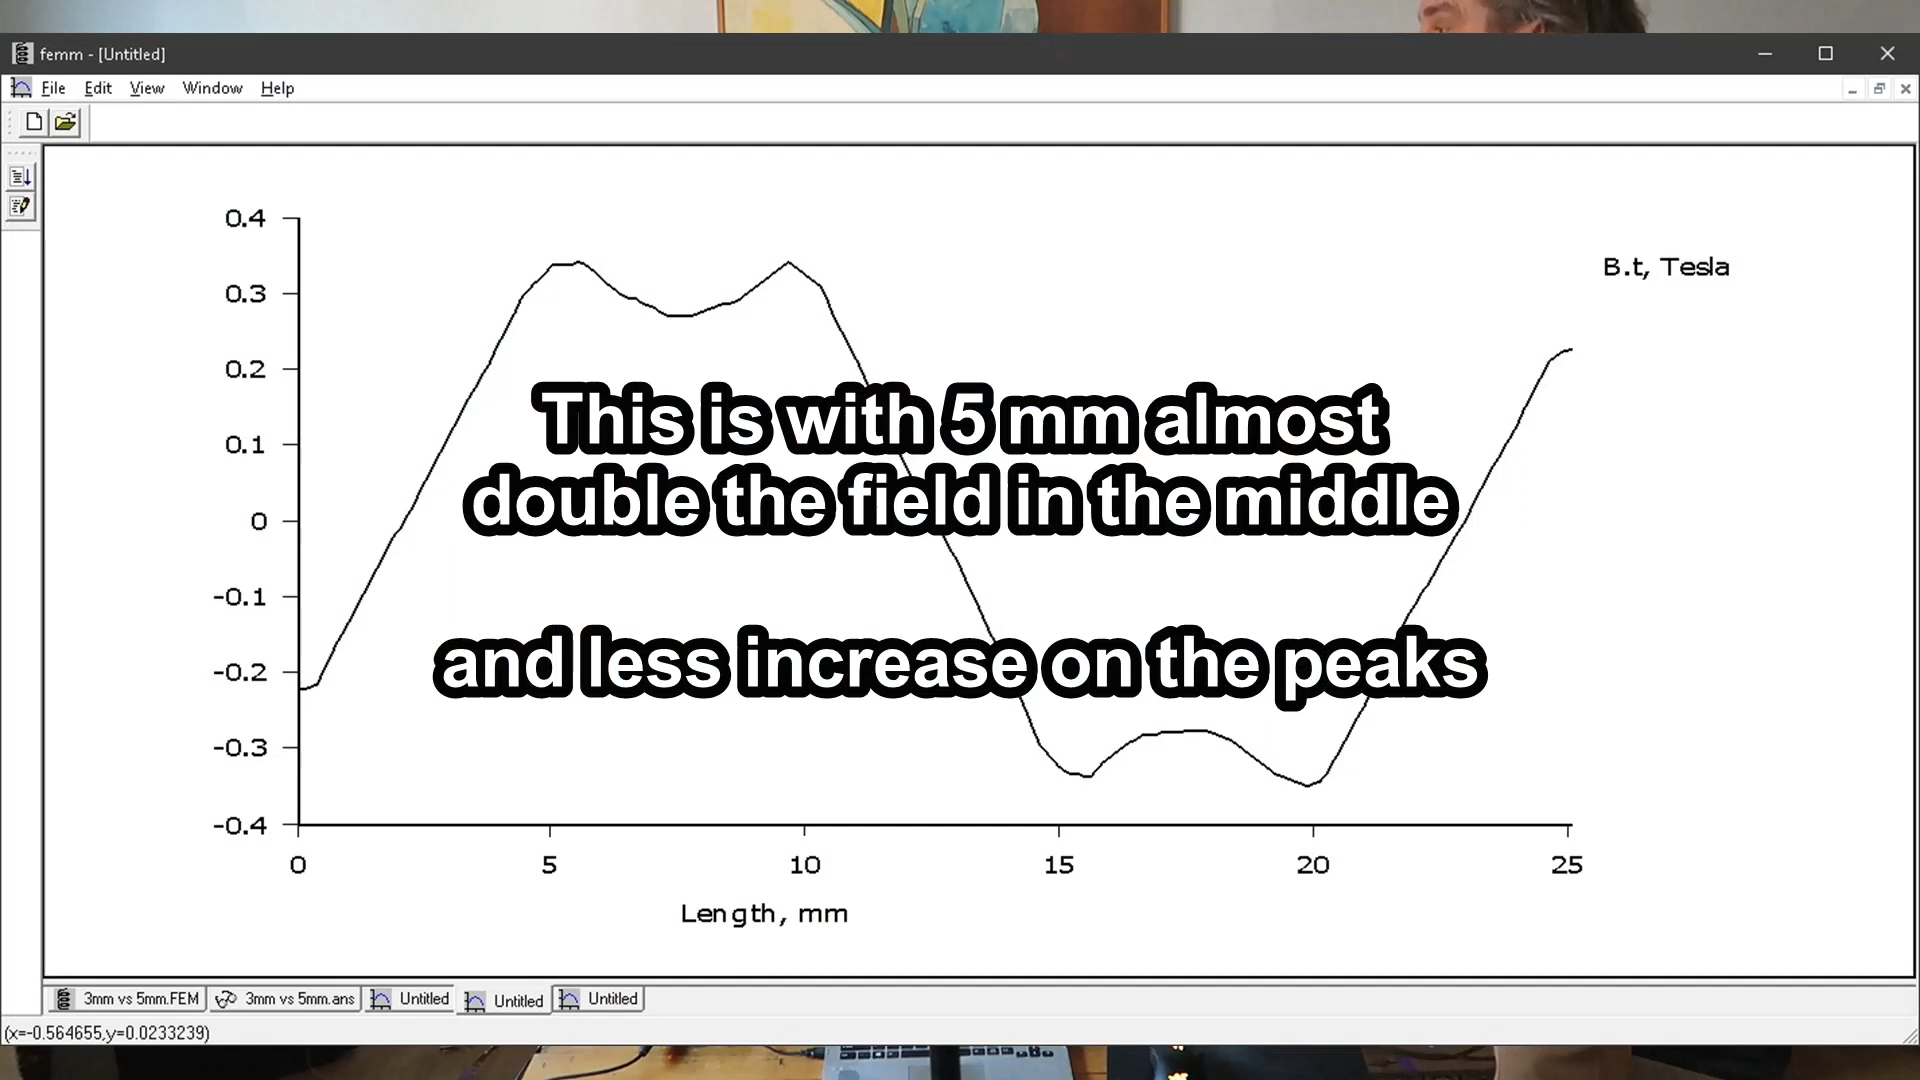 femm - [Untitled]
File Edit View Window Help
0.4
0.3
0.2
0.1
0
-0.1
-0.2
-0.3
-0.4
B.t, Tesla
This is with 5 mm almost
double the field in the middle
and less increase on the peaks
0 5 10 15 20 25
Length, mm
3mm vs 5mm.FEM 3mm vs 5mm.ans Untitled Untitled Untitled
(x=-0.564655,y=0.0233239)